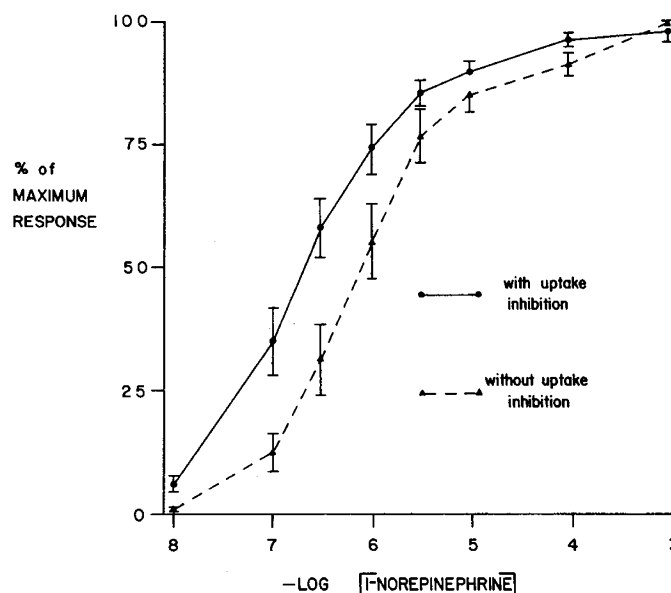 100
% of
MAXIMUM
RESPONSE
75
50
25
0
with uptake
inhibition
without uptake
inhibition
8 7 6 5 4 3
-LOG [l-NOREPINEPHRINE]